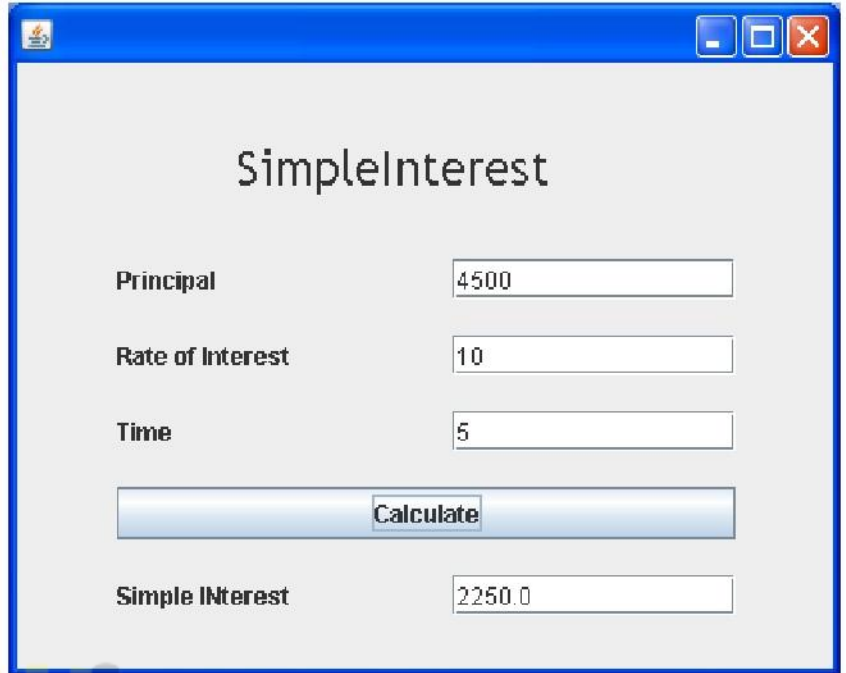 SimpleInterest
Principal 4500
Rate of Interest 10
Time 5
Calculate
Simple INterest 2250.0